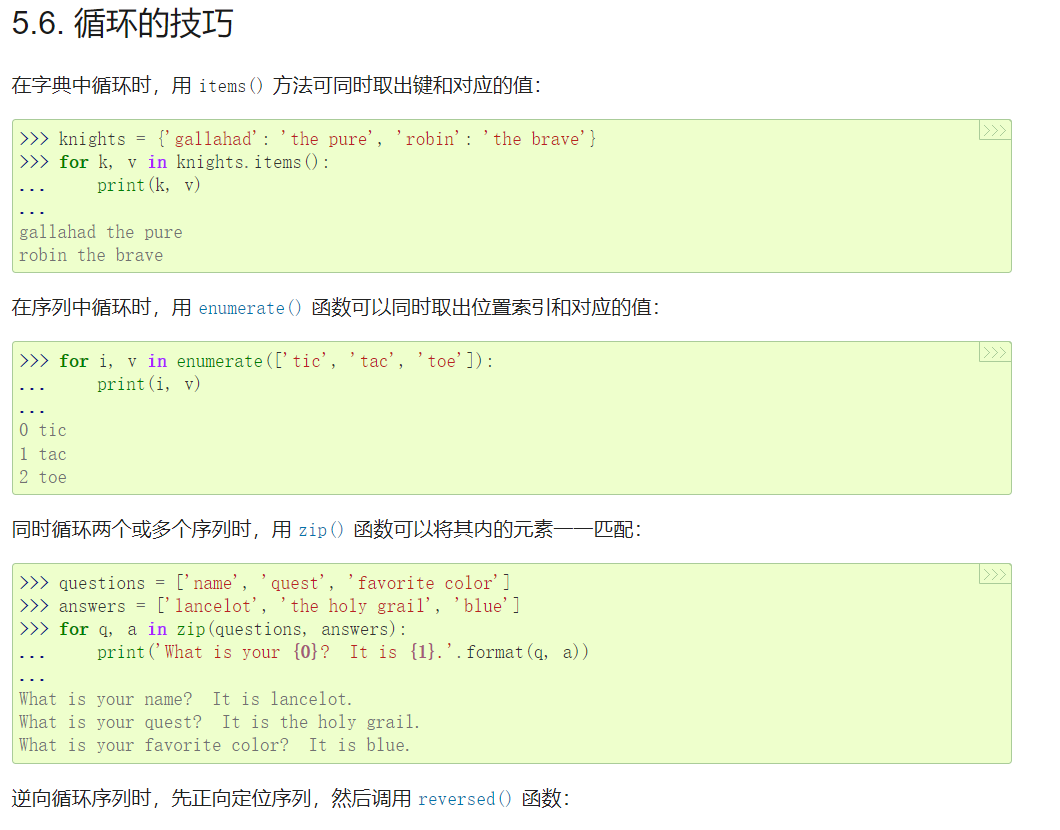 5.6. 循环的技巧
在字典中循环时，用 items() 方法可同时取出键和对应的值：
>>>
>>> knights = {'gallahad': 'the pure', 'robin': 'the brave'}
>>> for k, v in knights.items():
...     print(k, v)
...
gallahad the pure
robin the brave
在序列中循环时，用 enumerate() 函数可以同时取出位置索引和对应的值：
>>>
>>> for i, v in enumerate(['tic', 'tac', 'toe']):
...     print(i, v)
...
0 tic
1 tac
2 toe
同时循环两个或多个序列时，用 zip() 函数可以将其内的元素一一匹配：
>>>
>>> questions = ['name', 'quest', 'favorite color']
>>> answers = ['lancelot', 'the holy grail', 'blue']
>>> for q, a in zip(questions, answers):
...     print('What is your {0}?  It is {1}.'.format(q, a))
...
What is your name?  It is lancelot.
What is your quest?  It is the holy grail.
What is your favorite color?  It is blue.
逆向循环序列时，先正向定位序列，然后调用 reversed() 函数：